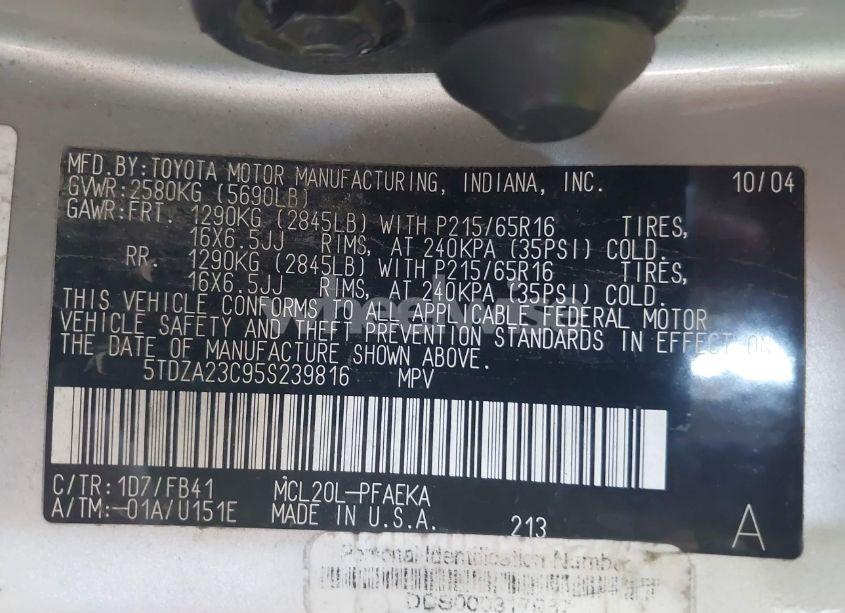 MFD.BY:TOYOTA MOTOR MANUFACTURING, INDIANA, INC. 10/04
GVWR:2580KG (5690LB)
GAWR:FRT. 1290KG (2845LB) WITH P215/65R16 TIRES,
16X6.5JJ RIMS, AT 240KPA (35PSI) COLD.
RR. 1290KG (2845LB) WITH P215/65R16 TIRES,
16X6.5JJ RIMS, AT 240KPA (35PSI) COLD.
THIS VEHICLE CONFORMS TO ALL APPLICABLE FEDERAL MOTOR
VEHICLE SAFETY AND THEFT PREVENTION STANDARDS IN EFFECT ON
THE DATE OF MANUFACTURE SHOWN ABOVE.
5TDZA23C95S239816 MPV
C/TR:1D7/FB41 MCL20L-PFAEKA
A/TM:-01A/U151E MADE IN U.S.A. 213 A
Personal Identification Number